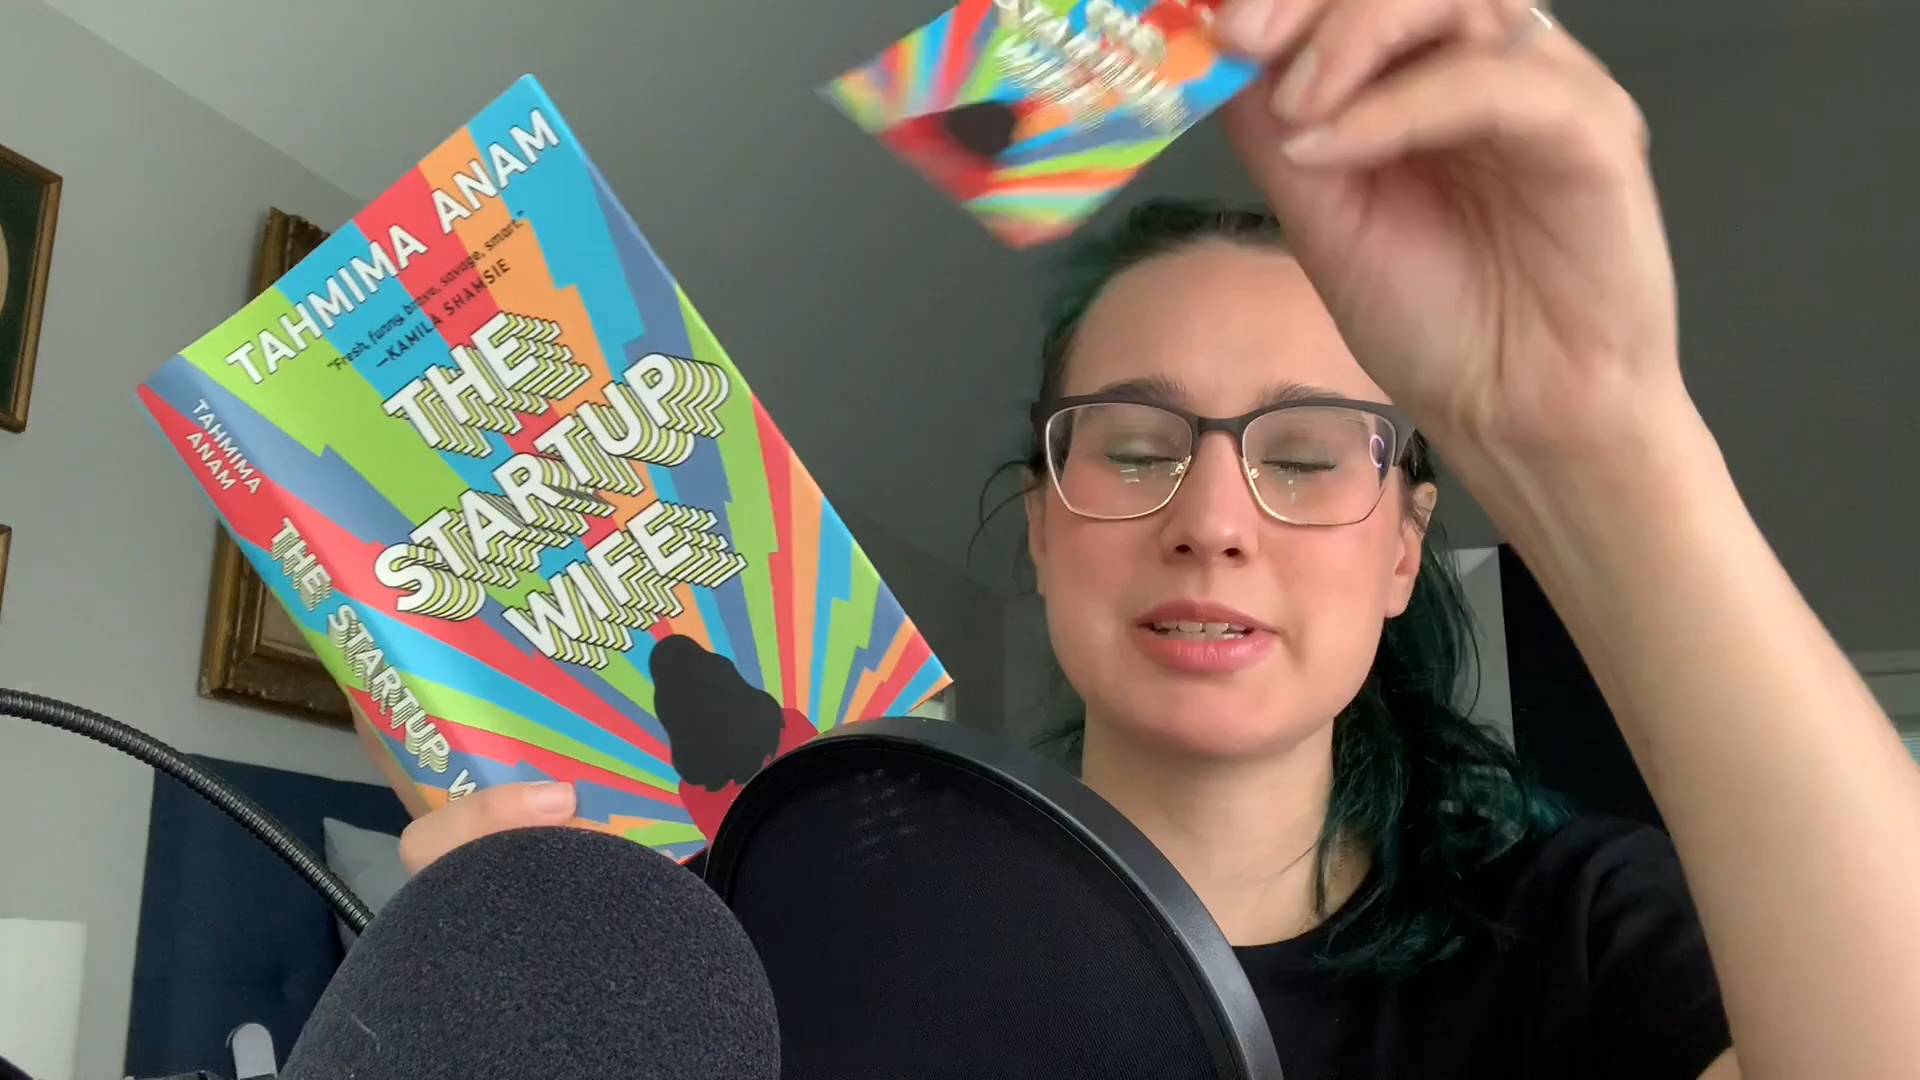 TAHMIMA ANAM
"Fresh, funny, brave, savage, smart."
—KAMILA SHAMSIE
THE
STARTUP
WIFE
TAHMIMA
ANAM
THE STARTUP